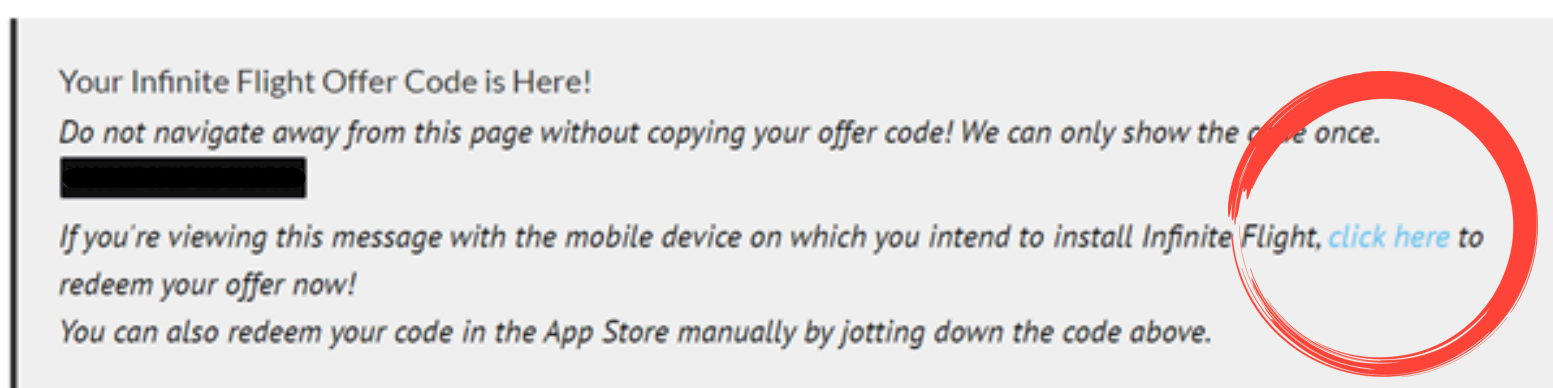 Your Infinite Flight Offer Code is Here!
Do not navigate away from this page without copying your offer code! We can only show the code once.
If you're viewing this message with the mobile device on which you intend to install Infinite Flight, click here to
redeem your offer now!
You can also redeem your code in the App Store manually by jotting down the code above.